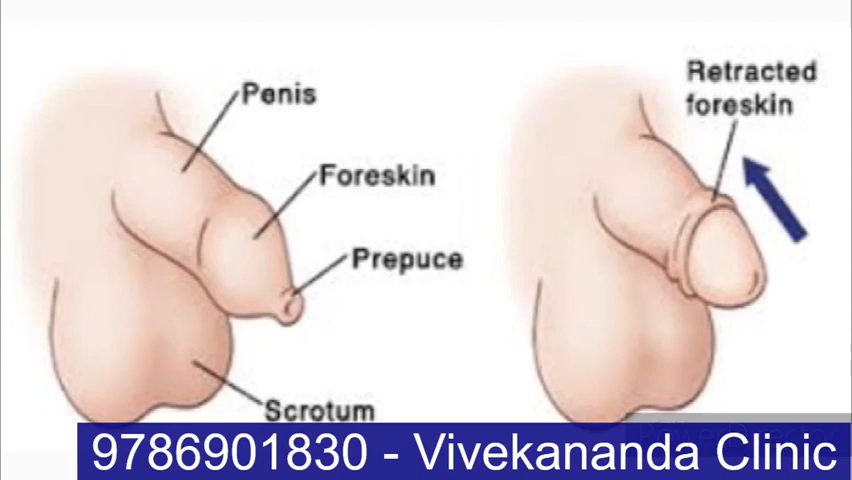 Penis
Foreskin
Prepuce
Scrotum
Retracted
foreskin
9786901830 - Vivekananda Clinic